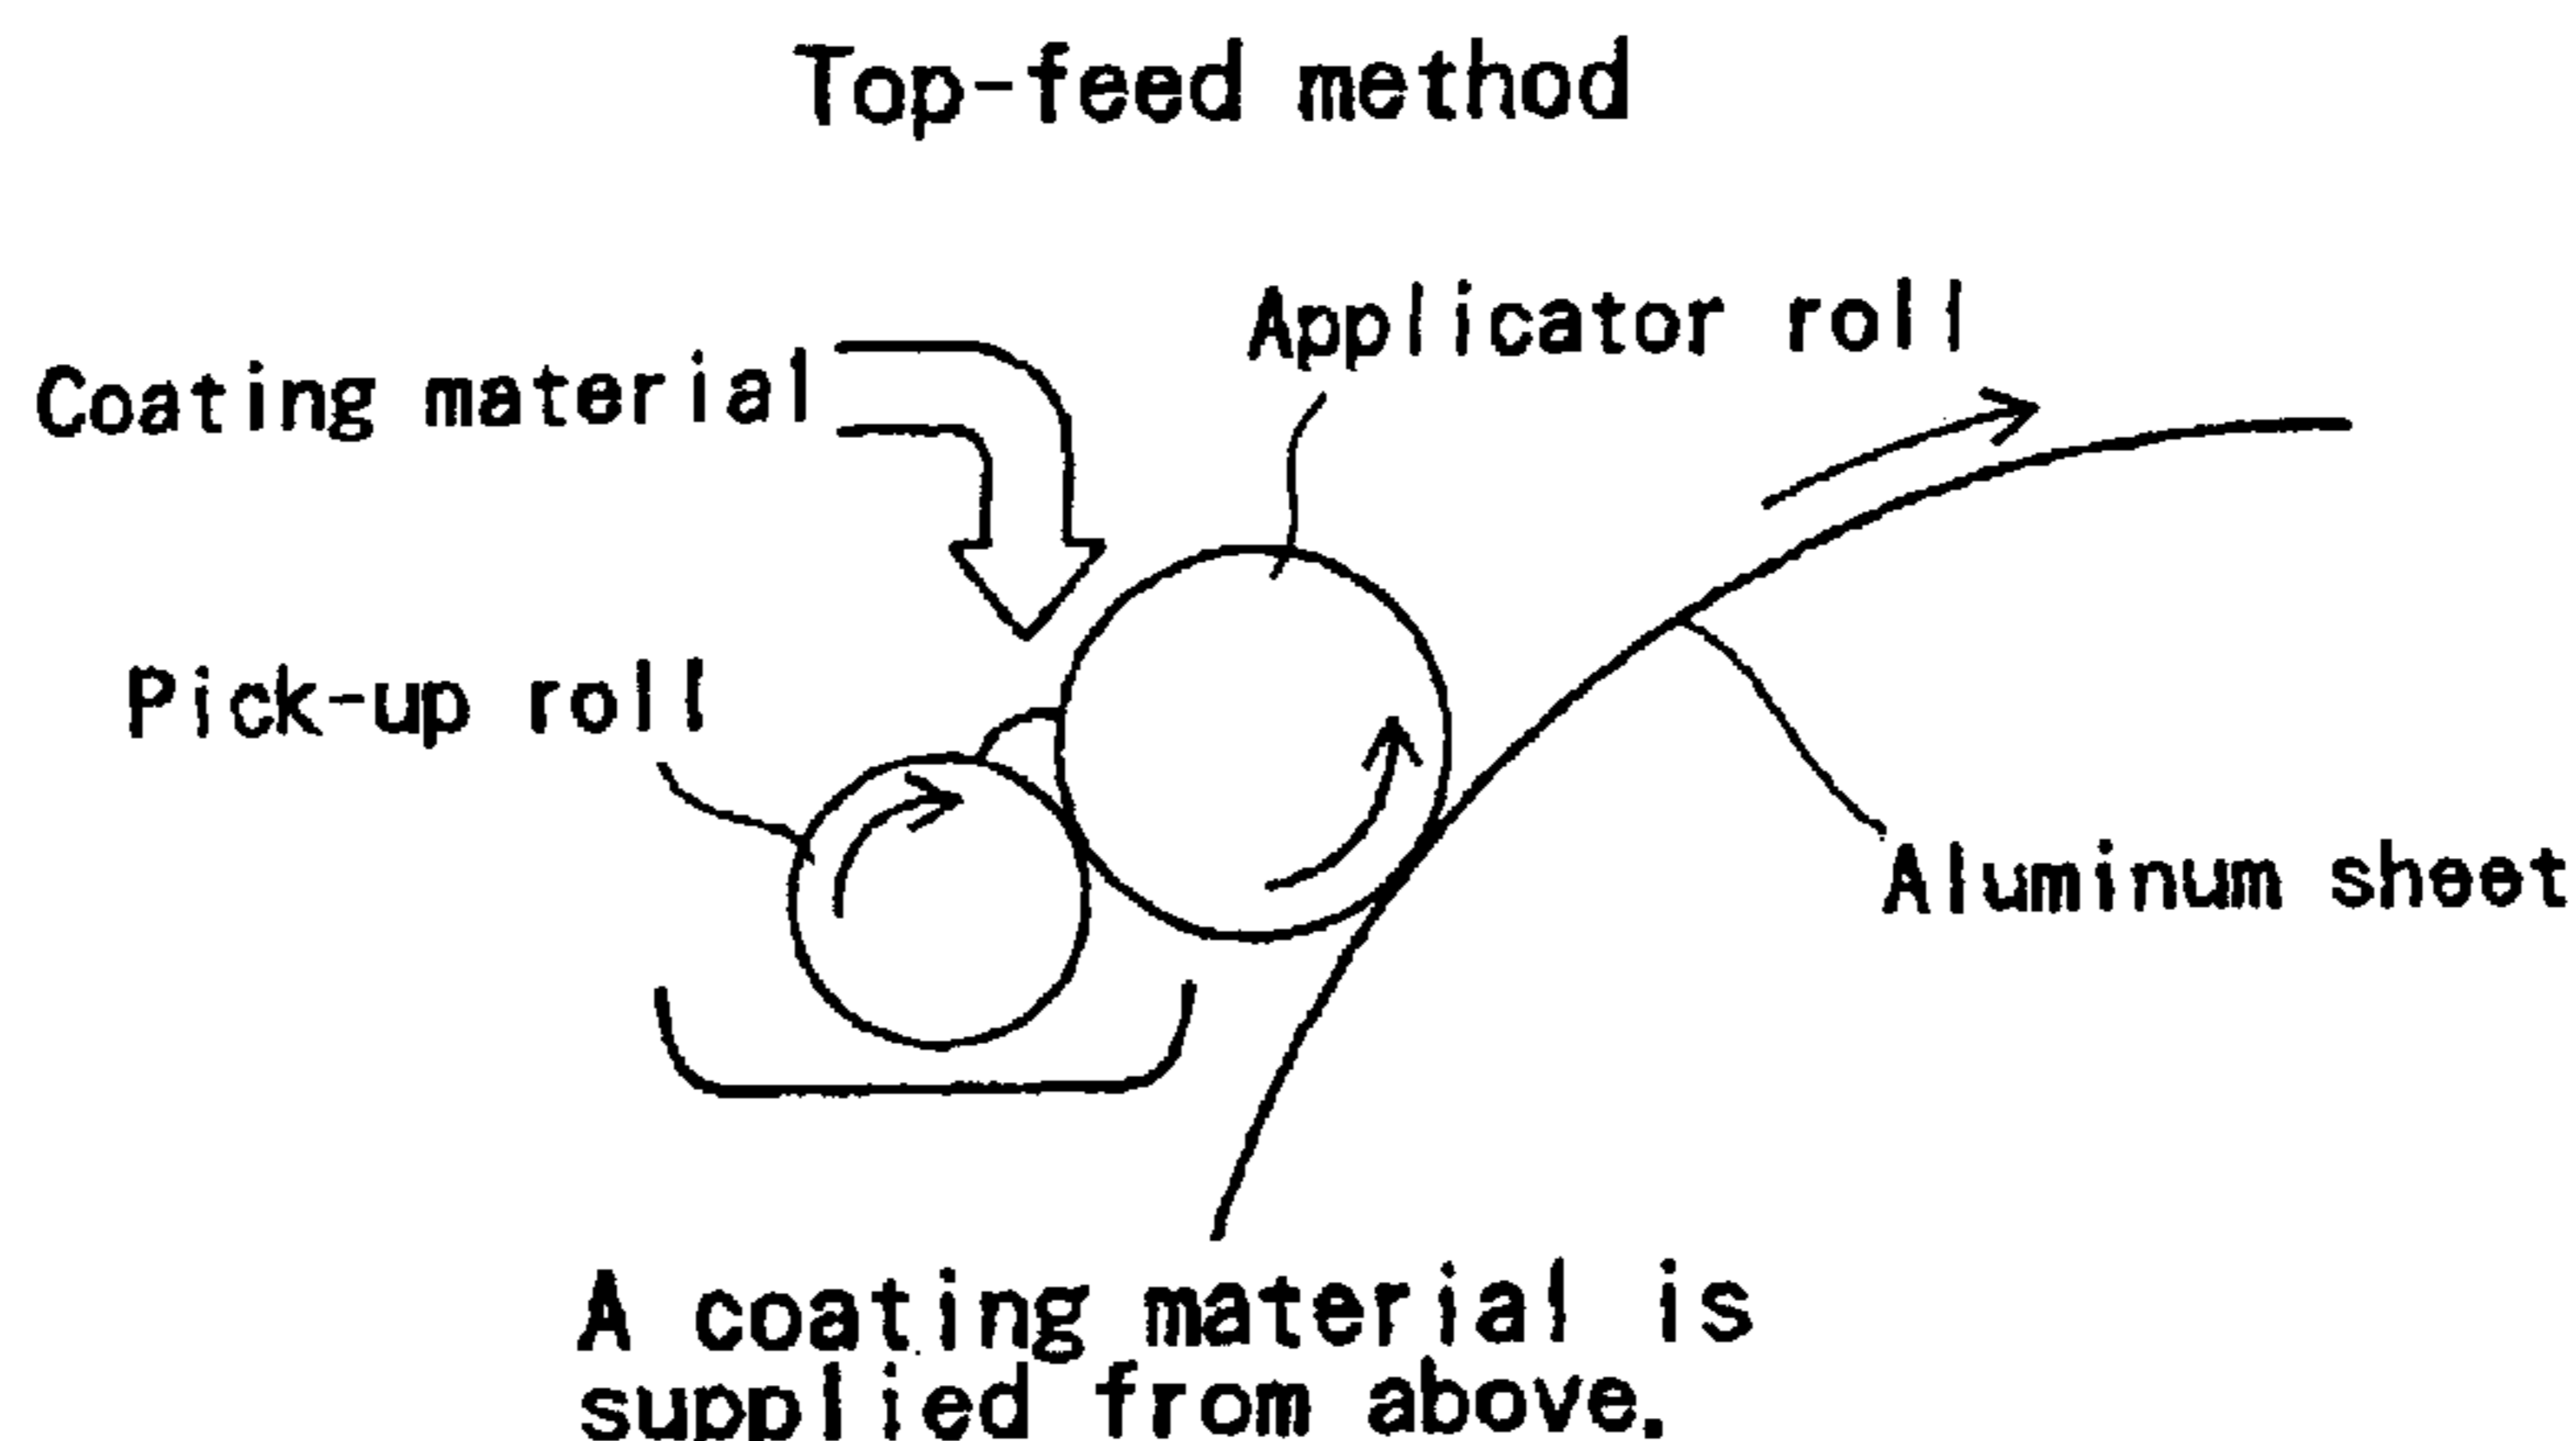 Top-feed method
Applicator roll
Coating material
Pick-up roll
Aluminum sheet
A coating material is
supplied from above.